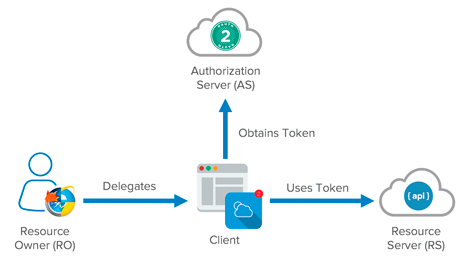 2
Authorization
Server (AS)
Obtains Token
Delegates
Uses Token
{api}
Resource
Owner (RO)
Client
Resource
Server (RS)